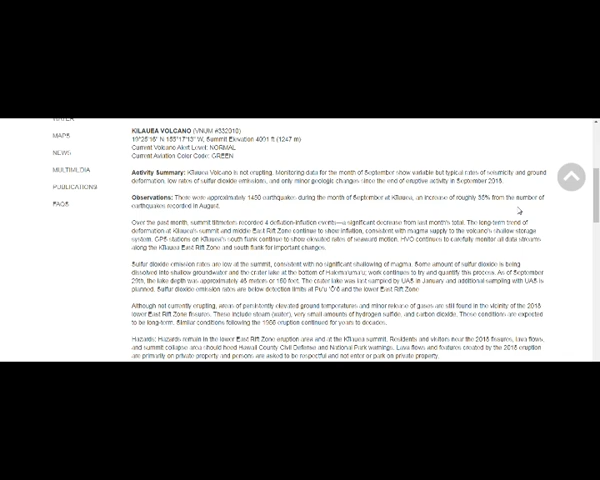 WATER
MAPS
NEWS
MULTIMEDIA
PUBLICATIONS
FAQS
KILAUEA VOLCANO (VNUM #332010)
19°25'16" N 155°17'13" W, Summit Elevation 4091 ft (1247 m)
Current Volcano Alert Level: NORMAL
Current Aviation Color Code: GREEN
Activity Summary: Kīlauea Volcano is not erupting. Monitoring data for the month of September show variable but typical rates of seismicity and ground
deformation, low rates of sulfur dioxide emissions, and only minor geologic changes since the end of eruptive activity in September 2018.
Observations: There were approximately 1450 earthquakes during the month of September at Kīlauea, an increase of roughly 38% from the number of
earthquakes recorded in August.
Over the past month, summit tiltmeters recorded 4 deflation-inflation events—a significant decrease from last month's total. The long-term trend of
deformation at Kīlauea's summit and middle East Rift Zone continue to show inflation, consistent with magma supply to the volcano's shallow storage
system. GPS stations on Kīlauea's south flank continue to show elevated rates of seaward motion. HVO continues to carefully monitor all data streams
along the Kīlauea East Rift Zone and south flank for important changes.
Sulfur dioxide emission rates are low at the summit, consistent with no significant shallowing of magma. Some amount of sulfur dioxide is being
dissolved into shallow groundwater and the crater lake at the bottom of Halema'uma'u; work continues to try and quantify this process. As of September
29th, the lake depth was approximately 48 meters or 160 feet. The crater lake was last sampled by UAS in January and additional sampling with UAS is
planned. Sulfur dioxide emission rates are below detection limits at Pu'u 'Ō'ō and the lower East Rift Zone.
Although not currently erupting, areas of persistently elevated ground temperatures and minor release of gases are still found in the vicinity of the 2018
lower East Rift Zone fissures. These include steam (water), very small amounts of hydrogen sulfide, and carbon dioxide. These conditions are expected
to be long-term. Similar conditions following the 1955 eruption continued for years to decades.
Hazards: Hazards remain in the lower East Rift Zone eruption area and at the Kīlauea summit. Residents and visitors near the 2018 fissures, lava flows,
and summit collapse area should heed Hawaii County Civil Defense and National Park warnings. Lava flows and features created by the 2018 eruption
are primarily on private property and persons are asked to be respectful and not enter or park on private property.